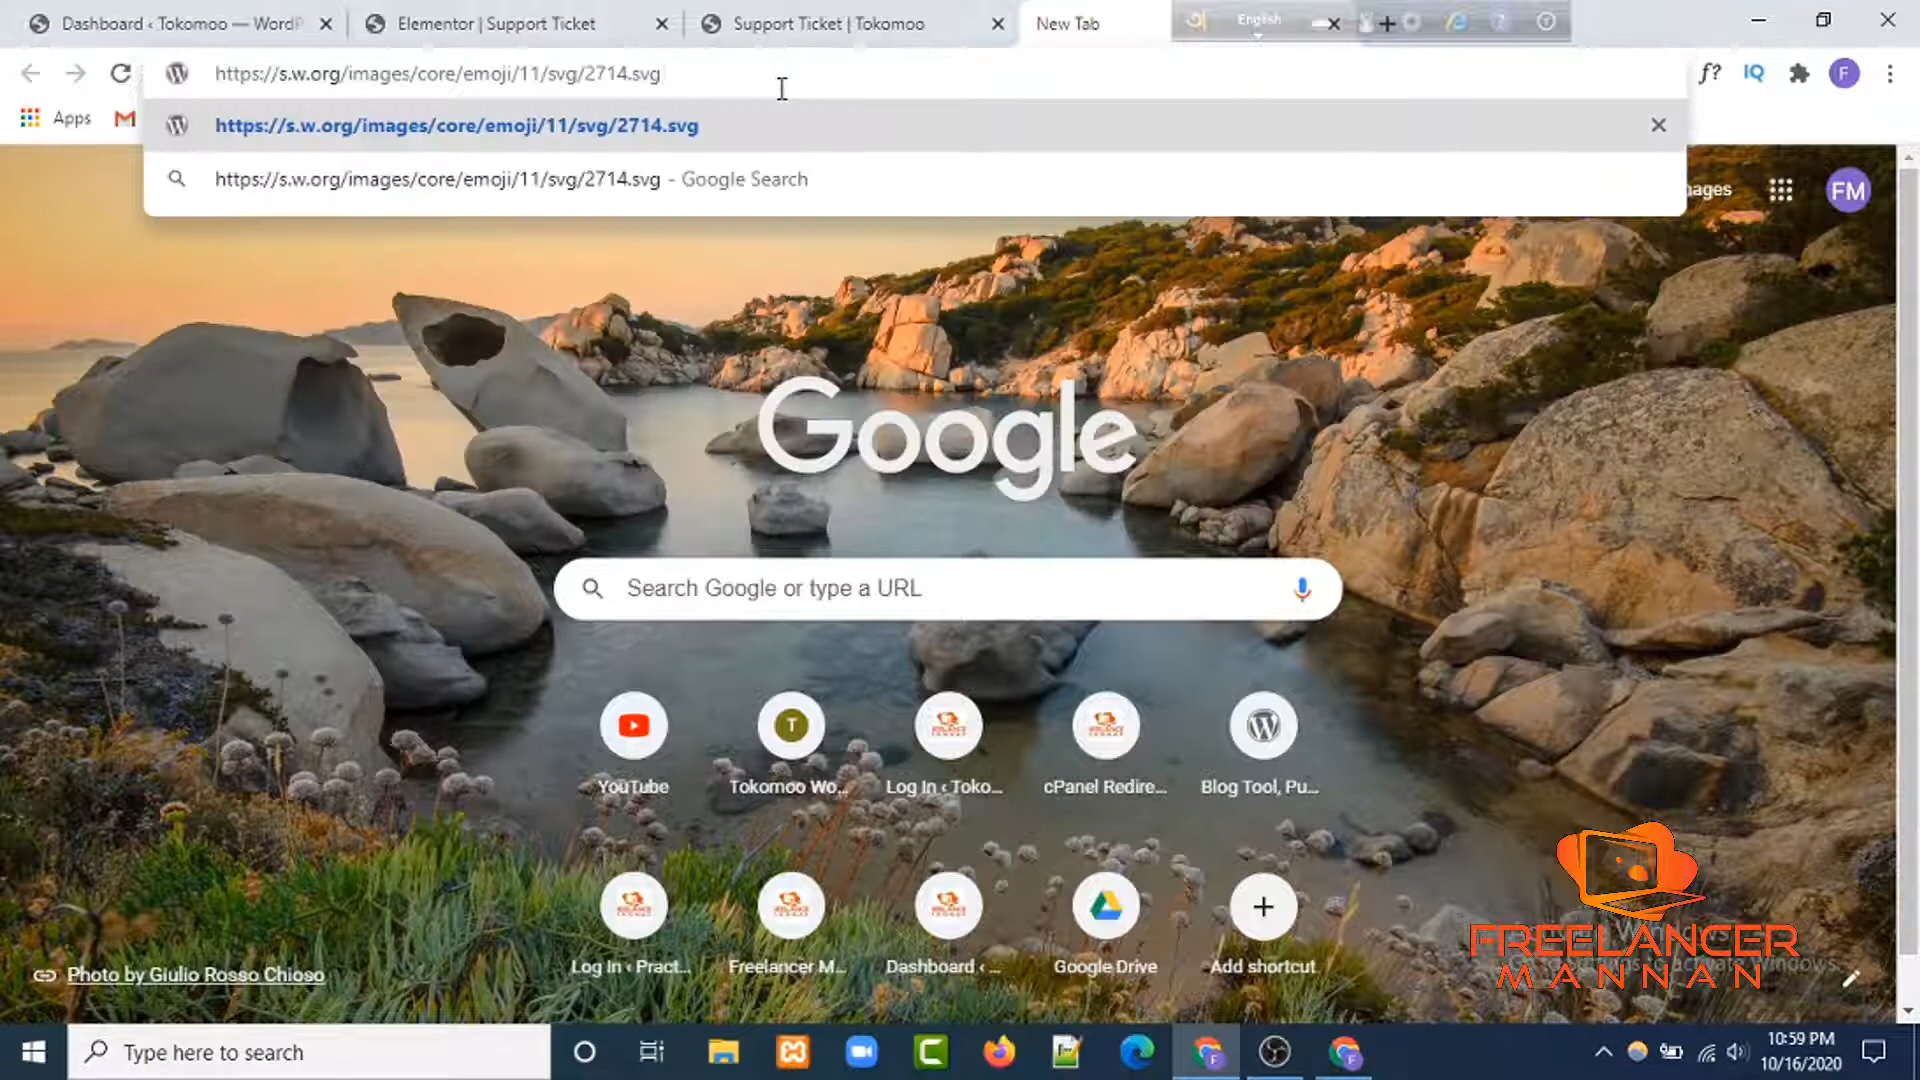 Dashboard ‹ Tokomoo — WordP
Elementor | Support Ticket
Support Ticket | Tokomoo
New Tab
English
https://s.w.org/images/core/emoji/11/svg/2714.svg
f?
IQ
F
Apps
https://s.w.org/images/core/emoji/11/svg/2714.svg
https://s.w.org/images/core/emoji/11/svg/2714.svg - Google Search
ages
FM
Google
Search Google or type a URL
T
YouTube
Tokomoo Wo...
Log In ‹ Toko...
cPanel Redire...
Blog Tool, Pu...
Log In ‹ Pract...
Freelancer M...
Dashboard ‹ ...
Google Drive
Add shortcut
FREELANCER
MANNAN
Photo by Giulio Rosso Chioso
Type here to search
10:59 PM
10/16/2020